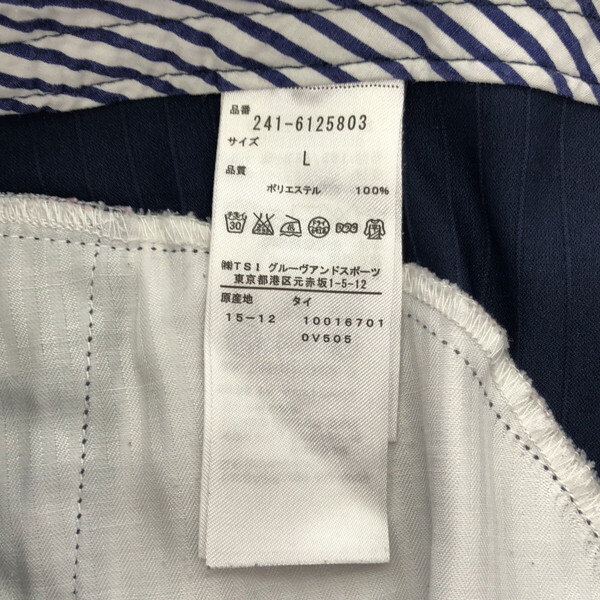 品番
241-6125803
サイズ
L
品質
ポリエステル 100%
㈱TSI グルーヴアンドスポーツ
東京都港区元赤坂1-5-12
原産地 タイ
15-12 10016701
0V505